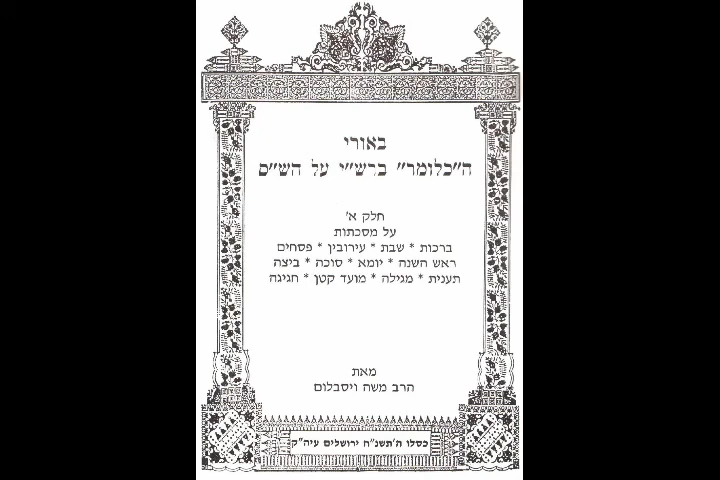 באורי
ה"כלומר" ברש"י על הש"ס
חלק א'
על מסכתות
ברכות * שבת * עירובין * פסחים
ראש השנה * יומא * סוכה * ביצה
תענית * מגילה * מועד קטן * חגיגה
מאת
הרב משה ויסבלום
כסלו ה'תשנ"ח ירושלים עיה"ק